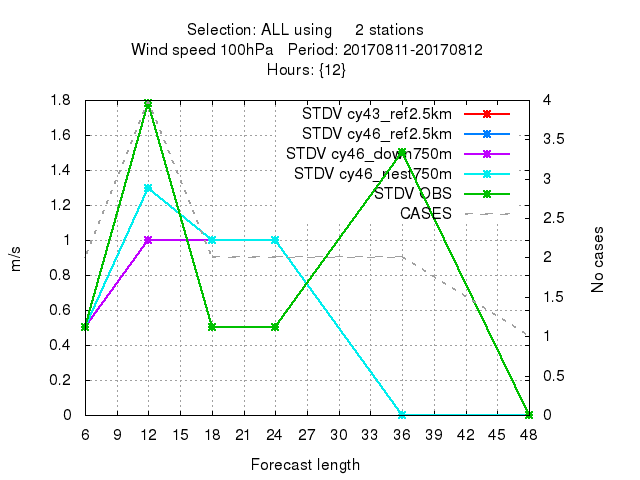 Selection: ALL using 2 stations
Wind speed 100hPa Period: 20170811-20170812
Hours: {12}
1.8 4
STDV cy43_ref2.5km
1.6 3.5
STDV cy46_ref2.5km
STDV cy46_down750m
1.4 3
STDV cy46_nest750m
STDV OBS
1.2 2.5
CASES
1 2
0.8 1.5
0.6 1
0.4 0.5
0.2 0
0
m/s
No cases
6 9 12 15 18 21 24 27 30 33 36 39 42 45 48
Forecast length